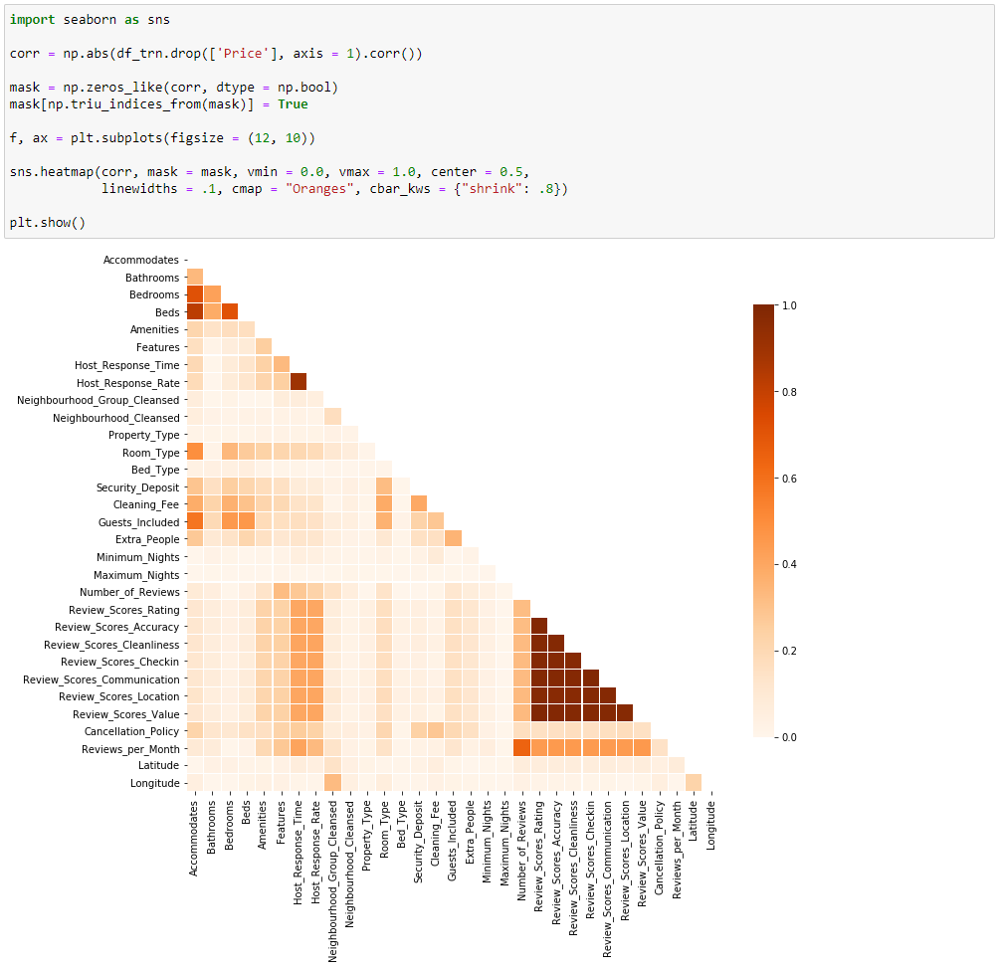 import seaborn as sns
corr = np.abs(df_trn.drop(['Price'], axis = 1).corr())
mask = np.zeros_like(corr, dtype = np.bool)
mask[np.triu_indices_from(mask)] = True
f, ax = plt.subplots(figsize = (12, 10))
sns.heatmap(corr, mask = mask, vmin = 0.0, vmax = 1.0, center = 0.5,
linewidths = .1, cmap = "Oranges", cbar_kws = {"shrink": .8})
plt.show()
Accommodates
Bathrooms
Bedrooms
Beds
Amenities
Features
Host_Response_Time
Host_Response_Rate
Neighbourhood_Group_Cleansed
Neighbourhood_Cleansed
Property_Type
Room_Type
Bed_Type
Security_Deposit
Cleaning_Fee
Guests_Included
Extra_People
Minimum_Nights
Maximum_Nights
Number_of_Reviews
Review_Scores_Rating
Review_Scores_Accuracy
Review_Scores_Cleanliness
Review_Scores_Checkin
Review_Scores_Communication
Review_Scores_Location
Review_Scores_Value
Cancellation_Policy
Reviews_per_Month
Latitude
Longitude
1.0
0.8
0.6
0.4
0.2
0.0
Accommodates
Bathrooms
Bedrooms
Beds
Amenities
Features
Host_Response_Time
Host_Response_Rate
Neighbourhood_Group_Cleansed
Neighbourhood_Cleansed
Property_Type
Room_Type
Bed_Type
Security_Deposit
Cleaning_Fee
Guests_Included
Extra_People
Minimum_Nights
Maximum_Nights
Number_of_Reviews
Review_Scores_Rating
Review_Scores_Accuracy
Review_Scores_Cleanliness
Review_Scores_Checkin
Review_Scores_Communication
Review_Scores_Location
Review_Scores_Value
Cancellation_Policy
Reviews_per_Month
Latitude
Longitude